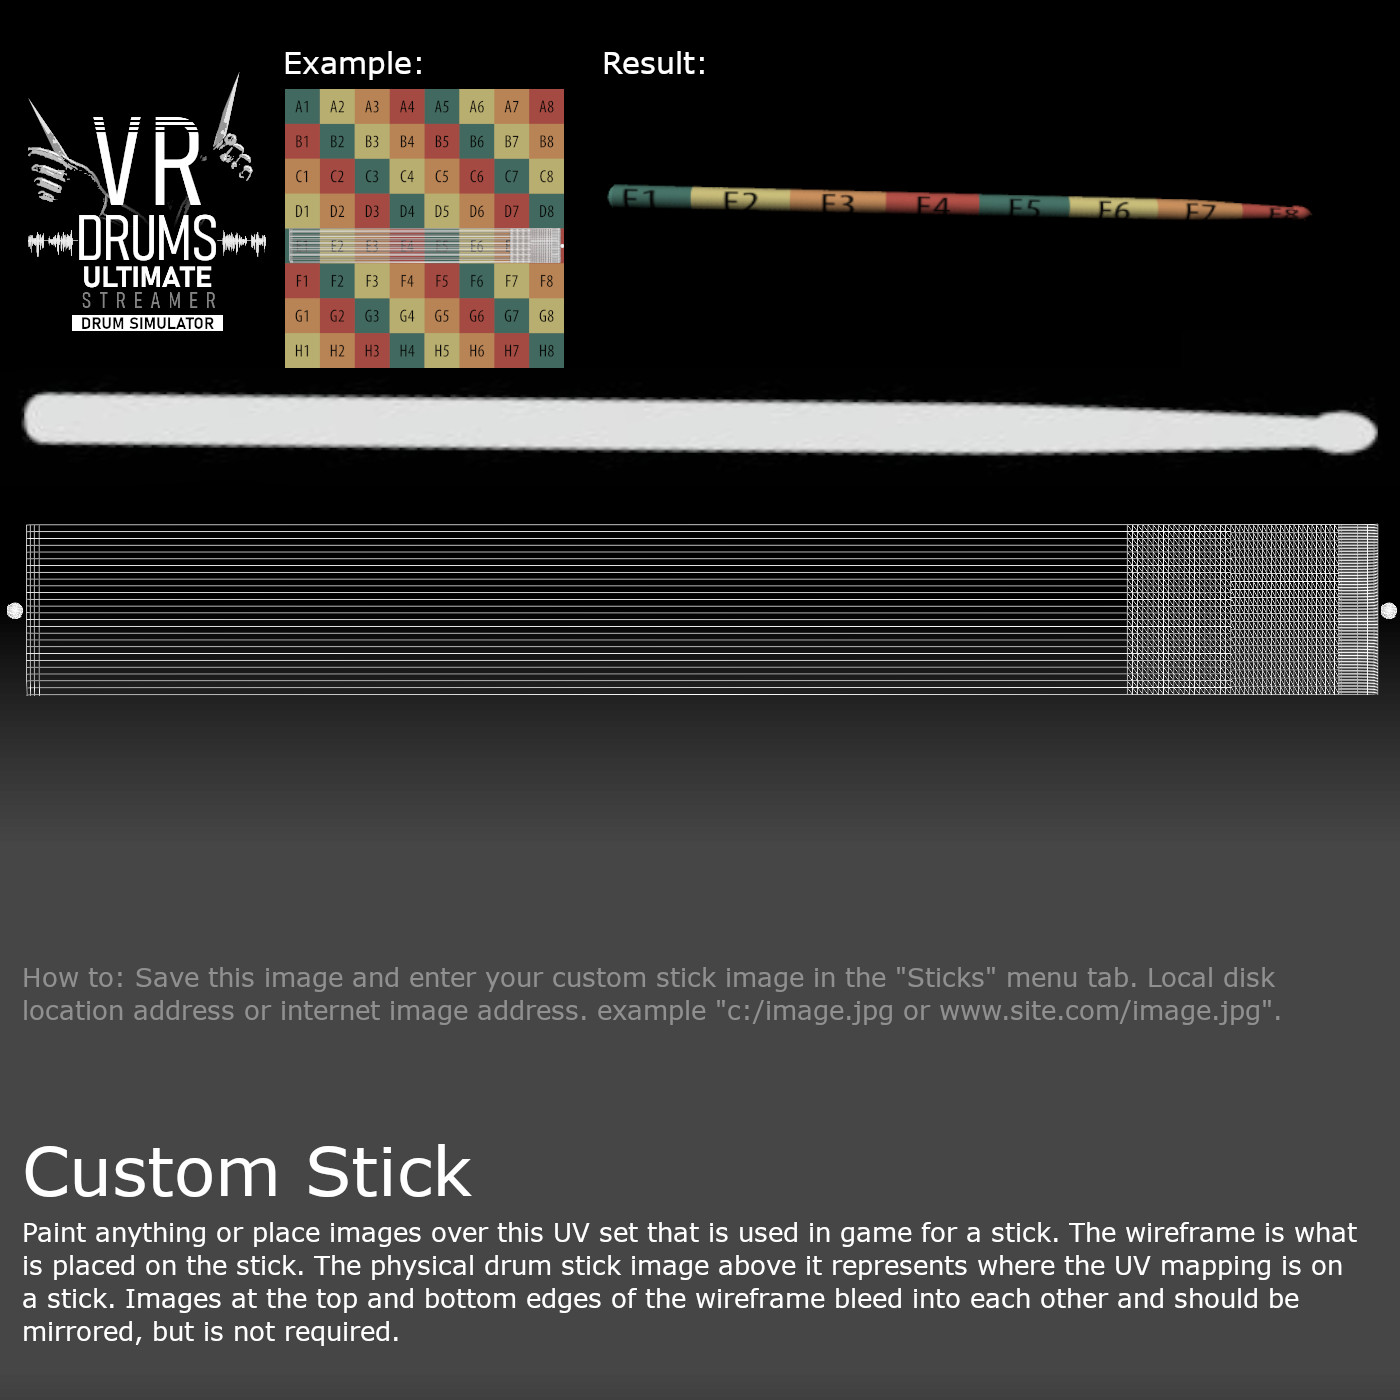 Example:
Result:
VR
DRUMS
ULTIMATE
STREAMER
DRUM SIMULATOR
A1 A2 A3 A4 A5 A6 A7 A8
B1 B2 B3 B4 B5 B6 B7 B8
C1 C2 C3 C4 C5 C6 C7 C8
D1 D2 D3 D4 D5 D6 D7 D8
E1 E2 E3 E4 E5 E6
F1 F2 F3 F4 F5 F6 F7 F8
G1 G2 G3 G4 G5 G6 G7 G8
H1 H2 H3 H4 H5 H6 H7 H8
E1 E2 E3 E4 E5 E6 E7 E8
How to: Save this image and enter your custom stick image in the "Sticks" menu tab. Local disk
location address or internet image address. example "c:/image.jpg or www.site.com/image.jpg".
Custom Stick
Paint anything or place images over this UV set that is used in game for a stick. The wireframe is what
is placed on the stick. The physical drum stick image above it represents where the UV mapping is on
a stick. Images at the top and bottom edges of the wireframe bleed into each other and should be
mirrored, but is not required.